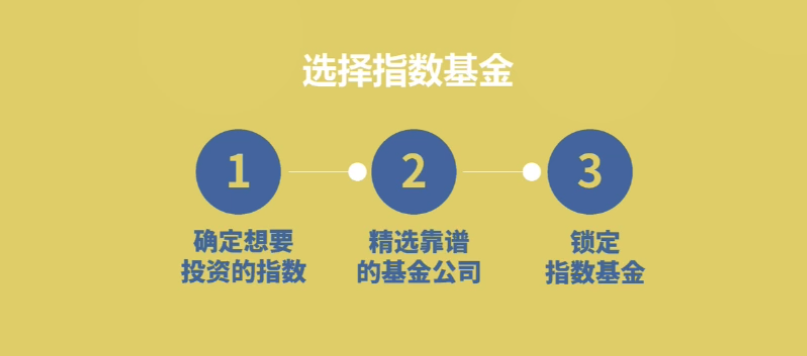 选择指数基金
1
2
3
确定想要
投资的指数
精选靠谱
的基金公司
锁定
指数基金